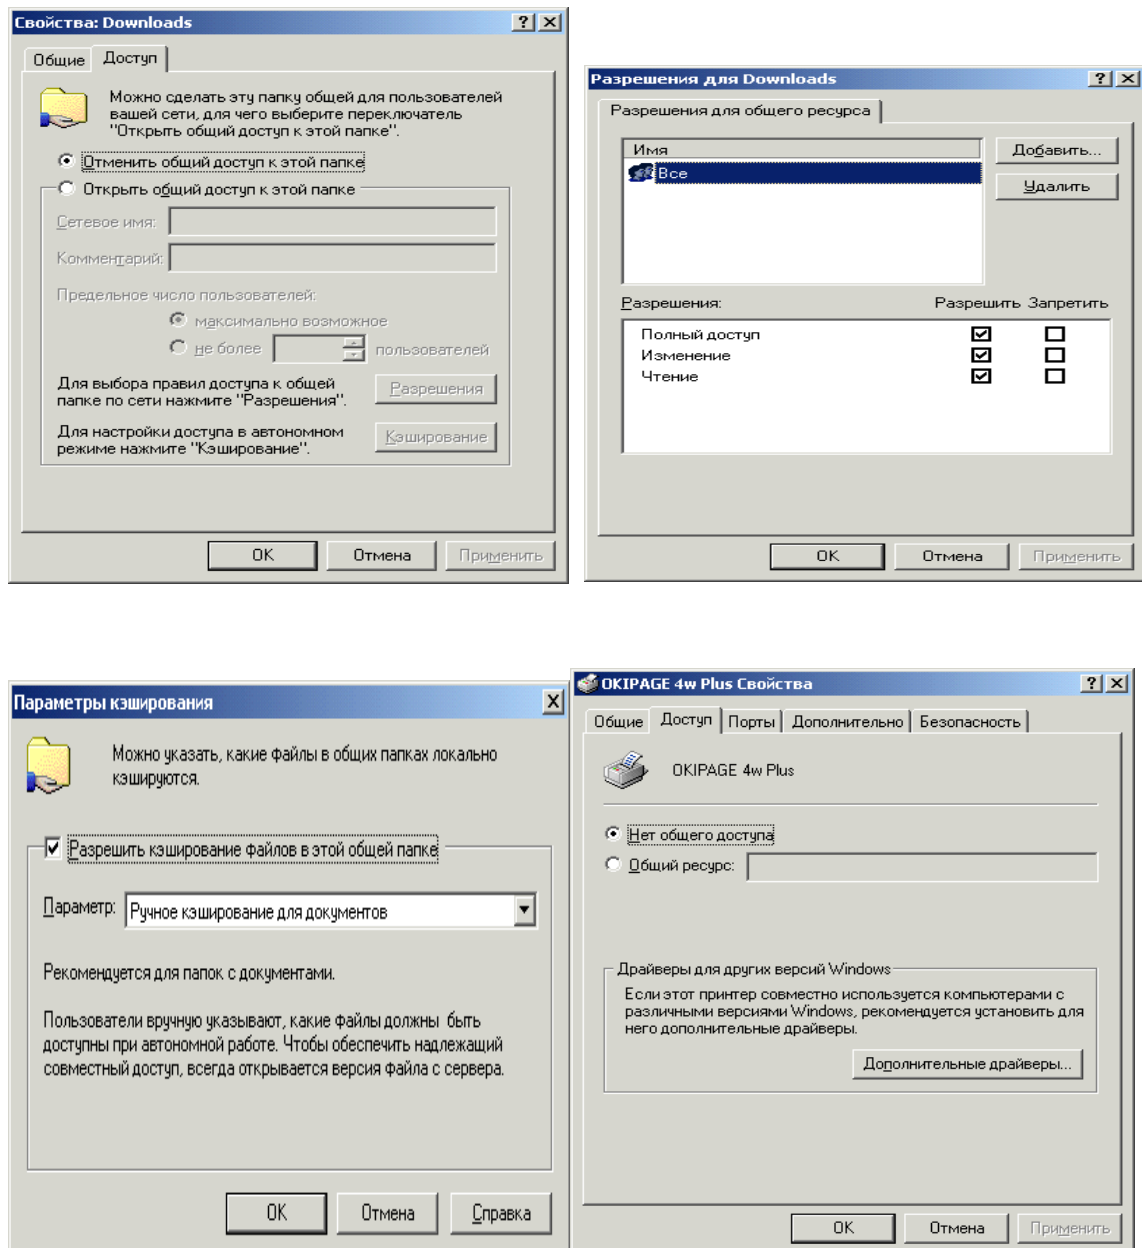 Свойства: Downloads
Общие Доступ
Можно сделать эту папку общей для пользователей
вашей сети, для чего выберите переключатель
"Открыть общий доступ к этой папке".
Отменить общий доступ к этой папке
Открыть общий доступ к этой папке
Сетевое имя:
Комментарий:
Предельное число пользователей:
максимально возможное
не более пользователей
Для выбора правил доступа к общей
папке по сети нажмите "Разрешения".
Разрешения
Для настройки доступа в автономном
режиме нажмите "Кэширование".
Кэширование
OK Отмена Применить
Разрешения для Downloads
Разрешения для общего ресурса
Имя
Все
Добавить...
Удалить
Разрешения: Разрешить Запретить
Полный доступ
Изменение
Чтение
OK Отмена Применить
Параметры кэширования
Можно указать, какие файлы в общих папках локально
кэшируются.
Разрешить кэширование файлов в этой общей папке
Параметр: Ручное кэширование для документов
Рекомендуется для папок с документами.
Пользователи вручную указывают, какие файлы должны быть
доступны при автономной работе. Чтобы обеспечить надлежащий
совместный доступ, всегда открывается версия файла с сервера.
OK Отмена Справка
OKIPAGE 4w Plus Свойства
Общие Доступ Порты Дополнительно Безопасность
OKIPAGE 4w Plus
Нет общего доступа
Общий ресурс:
Драйверы для других версий Windows
Если этот принтер совместно используется компьютерами с
различными версиями Windows, рекомендуется установить для
него дополнительные драйверы.
Дополнительные драйверы...
OK Отмена Применить